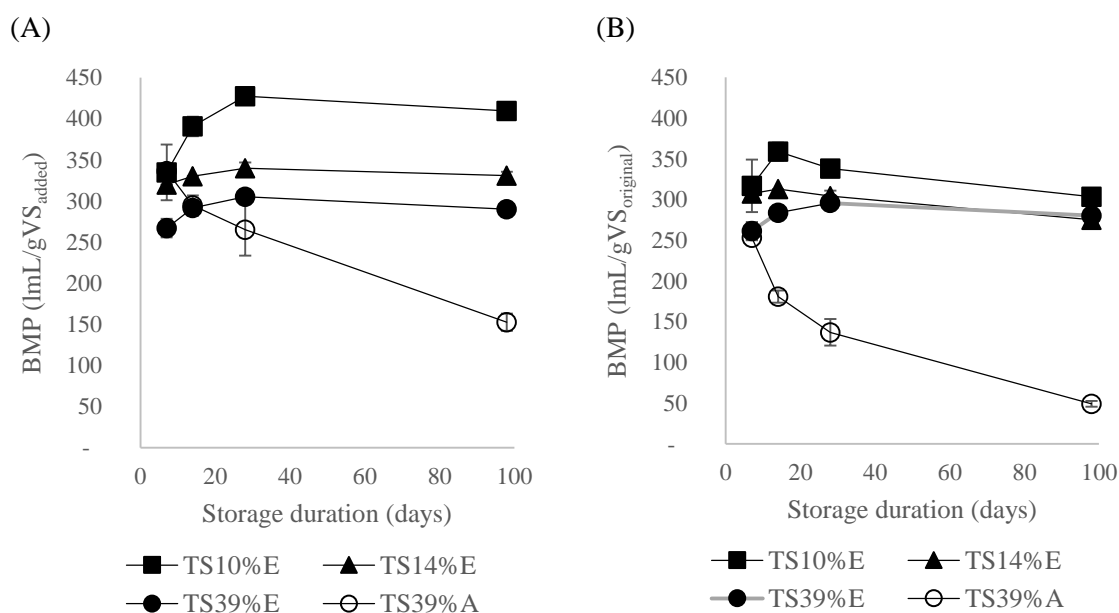 (A)
450
400
350
300
250
200
150
100
50
-
BMP (lmL/gVSadded)
0 20 40 60 80 100
Storage duration (days)
TS10%E TS14%E
TS39%E TS39%A
(B)
450
400
350
300
250
200
150
100
50
-
BMP (lmL/gVSoriginal)
0 20 40 60 80 100
Storage duration (days)
TS10%E TS14%E
TS39%E TS39%A